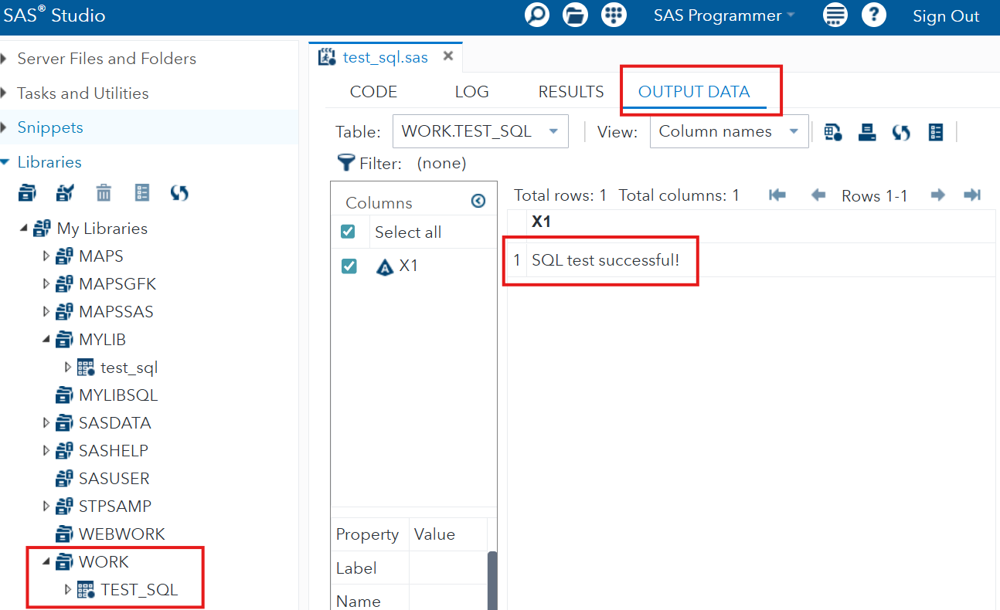 SAS® Studio
SAS Programmer
Sign Out
Server Files and Folders
Tasks and Utilities
Snippets
Libraries
My Libraries
MAPS
MAPSGFK
MAPSSAS
MYLIB
test_sql
MYLIBSQL
SASDATA
SASHELP
SASUSER
STPSAMP
WEBWORK
WORK
TEST_SQL
test_sql.sas
CODE LOG RESULTS OUTPUT DATA
Table: WORK.TEST_SQL View: Column names
Filter: (none)
Columns
Select all
X1
Property Value
Label
Name
Total rows: 1 Total columns: 1 Rows 1-1
X1
1 SQL test successful!